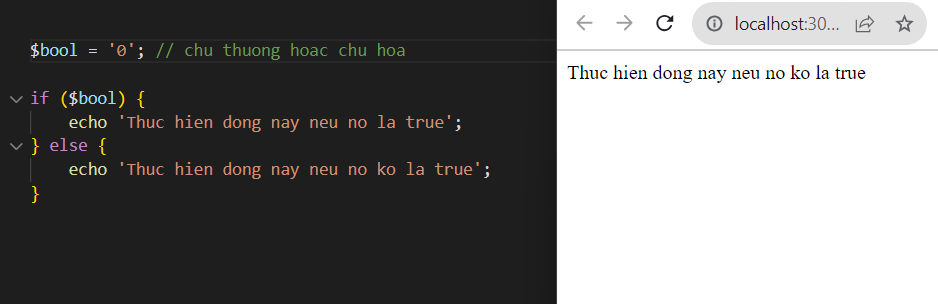 $bool = '0'; // chu thuong hoac chu hoa
if ($bool) {
echo 'Thuc hien dong nay neu no la true';
} else {
echo 'Thuc hien dong nay neu no ko la true';
}
localhost:30...
Thuc hien dong nay neu no ko la true